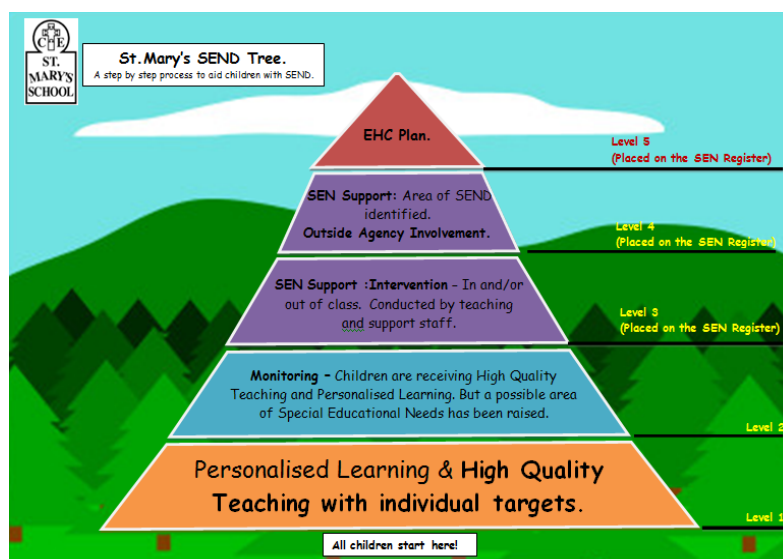 C E
ST.
MARY'S
SCHOOL
St.Mary's SEND Tree.
A step by step process to aid children with SEND.
EHC Plan.
Level 5
(Placed on the SEN Register)
SEN Support: Area of SEND
identified.
Outside Agency Involvement.
Level 4
(Placed on the SEN Register)
SEN Support :Intervention – In and/or
out of class. Conducted by teaching
and support staff.
Level 3
(Placed on the SEN Register)
Monitoring – Children are receiving High Quality
Teaching and Personalised Learning. But a possible area
of Special Educational Needs has been raised.
Level 2
Personalised Learning & High Quality
Teaching with individual targets.
Level 1
All children start here!